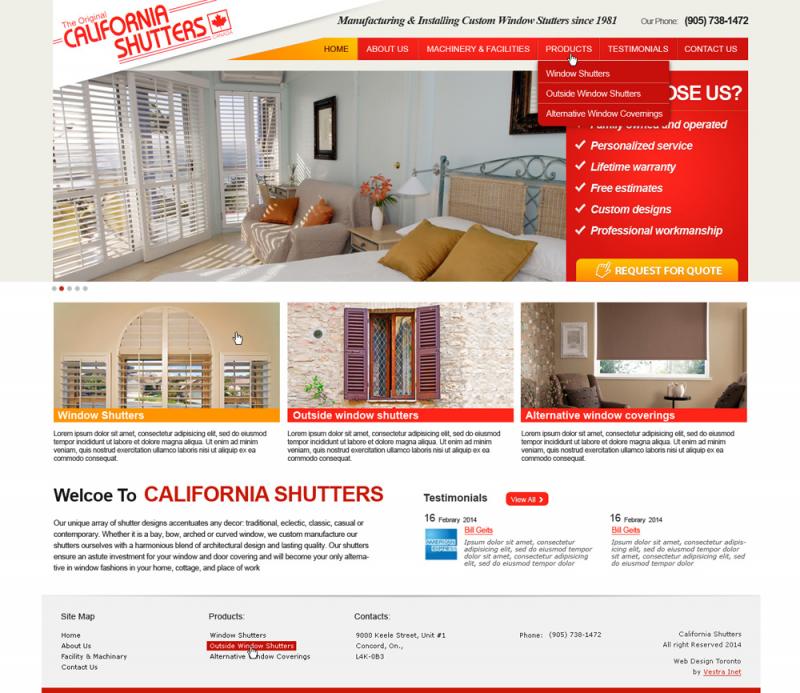 The Original
CALIFORNIA
SHUTTERS
CANADA
Manufacturing & Installing Custom Window Stutters since 1981
Our Phone: (905) 738-1472
HOME ABOUT US MACHINERY & FACILITIES PRODUCTS TESTIMONIALS CONTACT US
Window Shutters
Outside Window Shutters
Alternative Window Covernings
OSE US?
Family owned and operated
Personalized service
Lifetime warranty
Free estimates
Custom designs
Professional workmanship
REQUEST FOR QUOTE
Window Shutters
Lorem ipsum dolor sit amet, consectetur adipisicing elit, sed do eiusmod
tempor incididunt ut labore et dolore magna aliqua. Ut enim ad minim
veniam, quis nostrud exercitation ullamco laboris nisi ut aliquip ex ea
commodo consequat.
Outside window shutters
Lorem ipsum dolor sit amet, consectetur adipisicing elit, sed do eiusmod
tempor incididunt ut labore et dolore magna aliqua. Ut enim ad minim
veniam, quis nostrud exercitation ullamco laboris nisi ut aliquip ex ea
commodo consequat.
Alternative window coverings
Lorem ipsum dolor sit amet, consectetur adipisicing elit, sed do eiusmod
tempor incididunt ut labore et dolore magna aliqua. Ut enim ad minim
veniam, quis nostrud exercitation ullamco laboris nisi ut aliquip ex ea
commodo consequat.
Welcoe To CALIFORNIA SHUTTERS
Our unique array of shutter designs accentuates any decor: traditional, eclectic, classic, casual or
contemporary. Whether it is a bay, bow, arched or curved window, we custom manufacture our
shutters ourselves with a harmonious blend of architectural design and lasting quality. Our shutters
ensure an astute investment for your window and door covering and will become your only alterna-
tive in window fashions in your home, cottage, and place of work
Testimonials View All
16 Febrary 2014
Bill Geits
AMERICAN
EXPRESS
Ipsum dolor sit amet, consectetur
adipisicing elit, sed do eiusmod tempor
dolor sit amet, consectetur adipisicing
elit, sed do eiusmod tempor dolor
16 Febrary 2014
Bill Geits
Ipsum dolor sit amet, consectetur adipis-
icing elit, sed do eiusmod tempor dolor
sit amet, consectetur adipisicing elit,
sed do eiusmod tempor dolor
Site Map
Home
About Us
Facility & Machinary
Contact Us
Products:
Window Shutters
Outside Window Shutters
Alternative Window Coverings
Contacts:
9000 Keele Street, Unit #1
Concord, On.,
L4K-0B3
Phone: (905) 738-1472
California Shutters
All right Reserved 2014
Web Design Toronto
by Vestra Inet